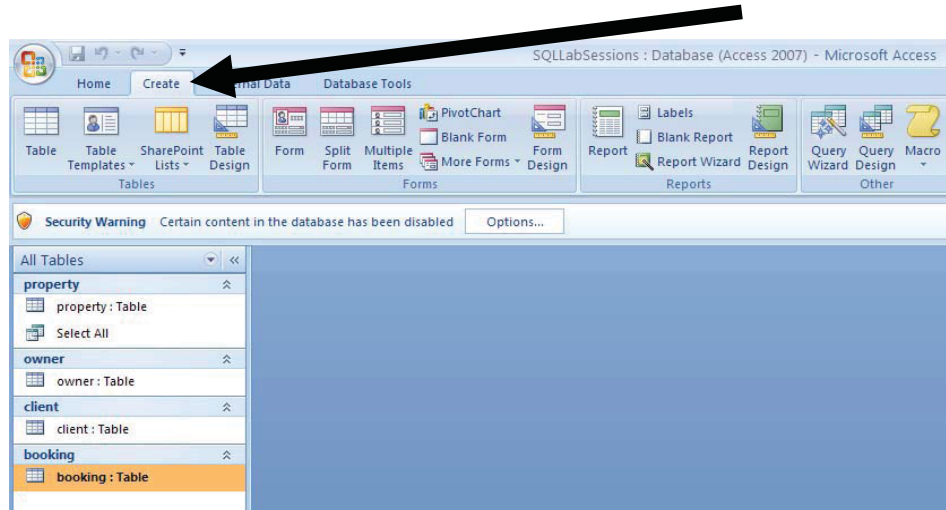 SQLLabSessions : Database (Access 2007) - Microsoft Access
Home Create Data Database Tools
Table
Table Templates
SharePoint Lists
Table Design
Tables
Form
Split Form
Multiple Items
PivotChart
Blank Form
More Forms
Form Design
Forms
Report
Labels
Blank Report
Report Wizard
Report Design
Reports
Query Wizard
Query Design
Macro
Other
Security Warning Certain content in the database has been disabled Options...
All Tables
property
property : Table
Select All
owner
owner : Table
client
client : Table
booking
booking : Table